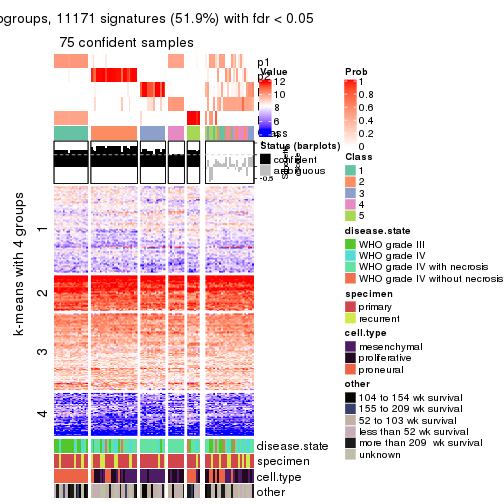 ogroups, 11171 signatures (51.9%) with fdr < 0.05
75 confident samples
p1
p2
Value
12
10
8
6
4
Class
Status (barplots)
confident
ambiguous
-0.5
Prob
1
0.8
0.6
0.4
0.2
0
Class
1
2
3
4
5
disease.state
WHO grade III
WHO grade IV
WHO grade IV with necrosis
WHO grade IV without necrosis
specimen
primary
recurrent
cell.type
mesenchymal
proliferative
proneural
other
104 to 154 wk survival
155 to 209 wk survival
52 to 103 wk survival
less than 52 wk survival
more than 209 wk survival
unknown
k-means with 4 groups
1
2
3
4
disease.state
specimen
cell.type
other